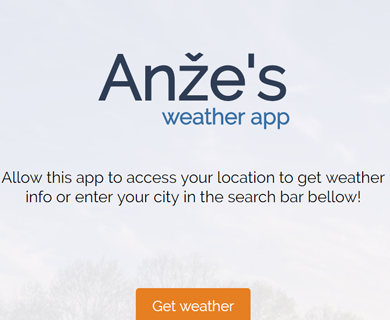 Anže's
weather app
Allow this app to access your location to get weather
info or enter your city in the search bar bellow!
Get weather